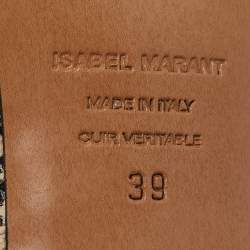 ISABEL MARANT
MADE IN ITALY
CUIR VERITABLE
39